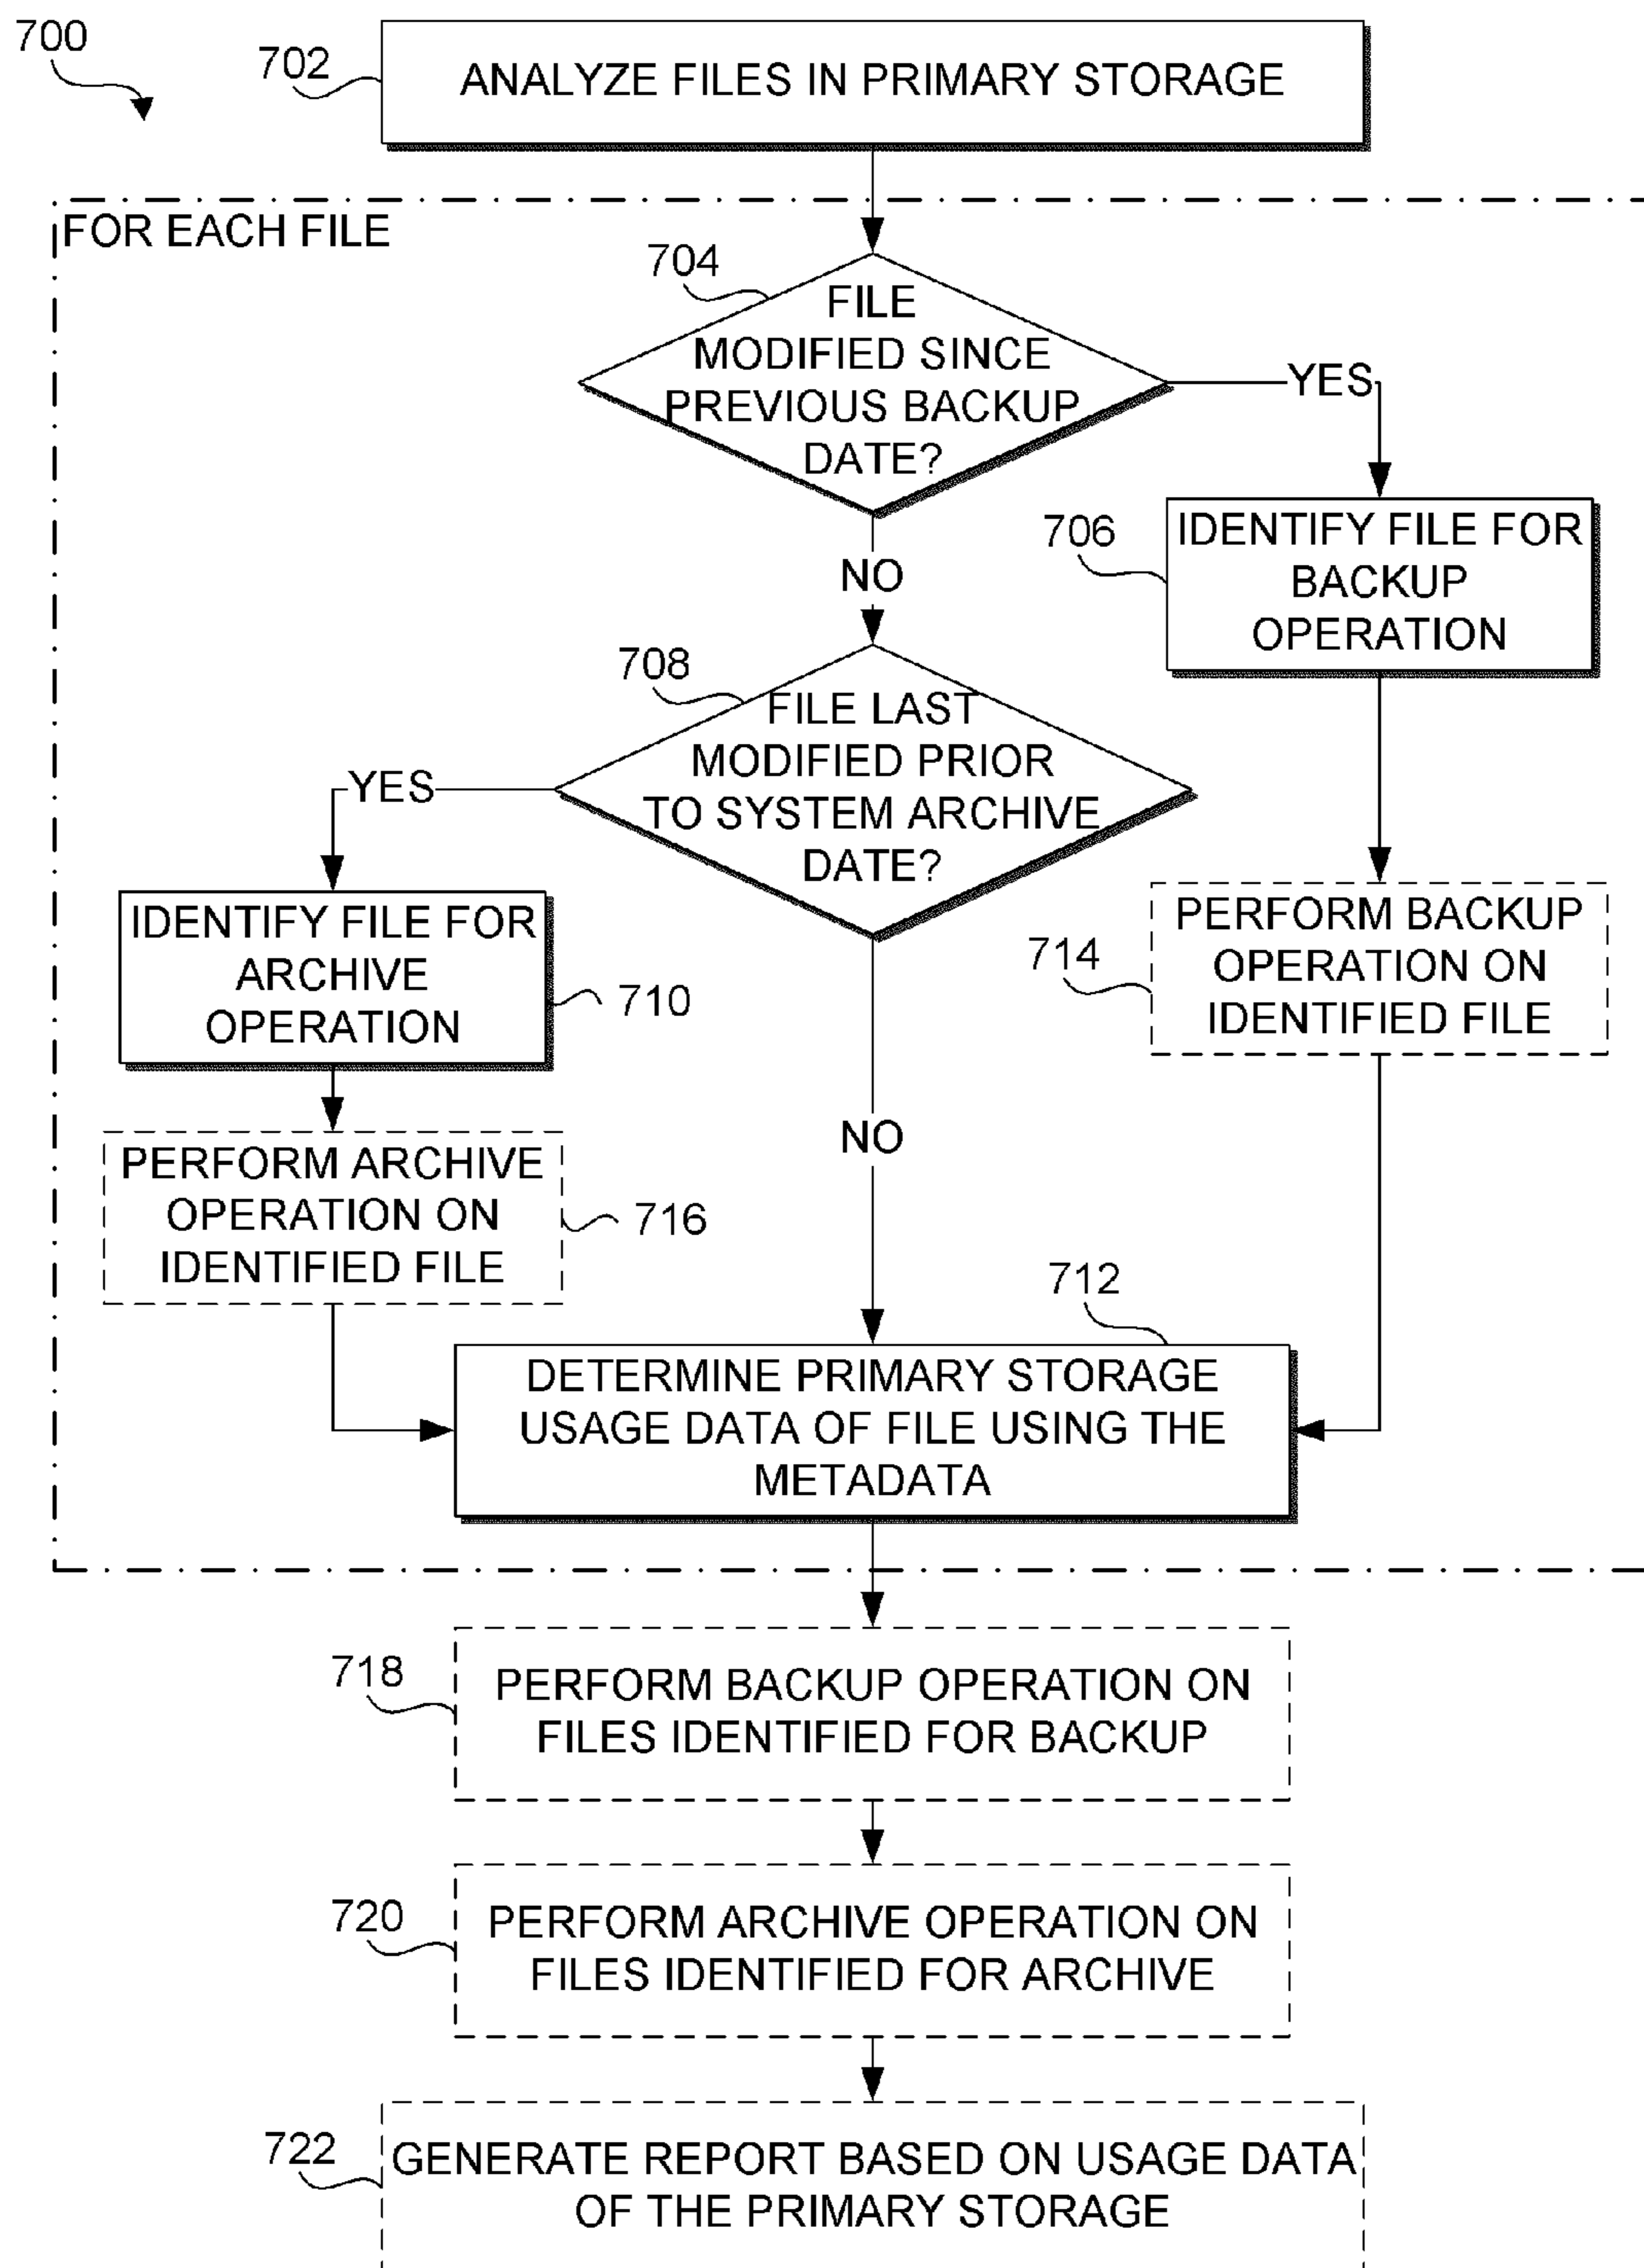 700
702
ANALYZE FILES IN PRIMARY STORAGE
FOR EACH FILE
704
FILE
MODIFIED SINCE
PREVIOUS BACKUP
DATE?
YES
706
IDENTIFY FILE FOR
BACKUP
OPERATION
NO
708
FILE LAST
MODIFIED PRIOR
TO SYSTEM ARCHIVE
DATE?
YES
IDENTIFY FILE FOR
ARCHIVE
OPERATION
710
714
PERFORM BACKUP
OPERATION ON
IDENTIFIED FILE
NO
PERFORM ARCHIVE
OPERATION ON
IDENTIFIED FILE
716
712
DETERMINE PRIMARY STORAGE
USAGE DATA OF FILE USING THE
METADATA
718
PERFORM BACKUP OPERATION ON
FILES IDENTIFIED FOR BACKUP
720
PERFORM ARCHIVE OPERATION ON
FILES IDENTIFIED FOR ARCHIVE
722
GENERATE REPORT BASED ON USAGE DATA
OF THE PRIMARY STORAGE